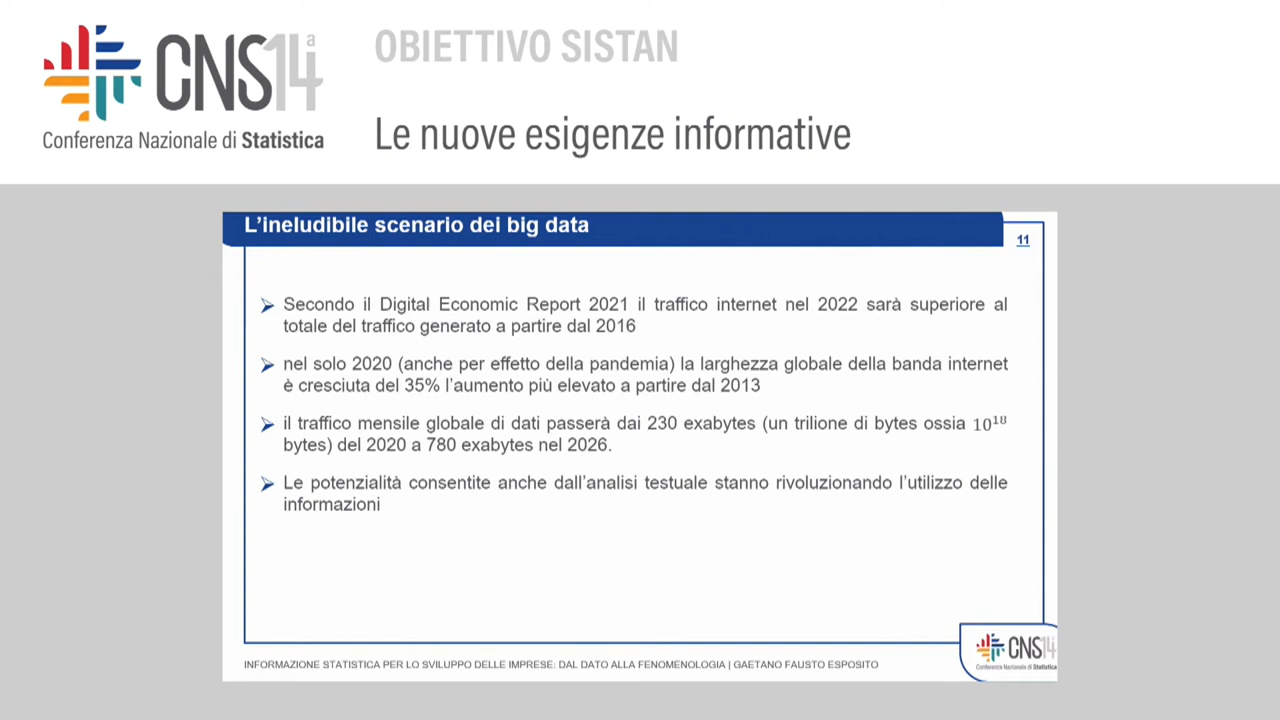 CNS14a
Conferenza Nazionale di Statistica
OBIETTIVO SISTAN
Le nuove esigenze informative
L'ineludibile scenario dei big data
11
Secondo il Digital Economic Report 2021 il traffico internet nel 2022 sarà superiore al
totale del traffico generato a partire dal 2016
nel solo 2020 (anche per effetto della pandemia) la larghezza globale della banda internet
è cresciuta del 35% l'aumento più elevato a partire dal 2013
il traffico mensile globale di dati passerà dai 230 exabytes (un trilione di bytes ossia 10¹⁸
bytes) del 2020 a 780 exabytes nel 2026.
Le potenzialità consentite anche dall'analisi testuale stanno rivoluzionando l'utilizzo delle
informazioni
INFORMAZIONE STATISTICA PER LO SVILUPPO DELLE IMPRESE: DAL DATO ALLA FENOMENOLOGIA | GAETANO FAUSTO ESPOSITO
CNS14
Conferenza Nazionale di Statistica